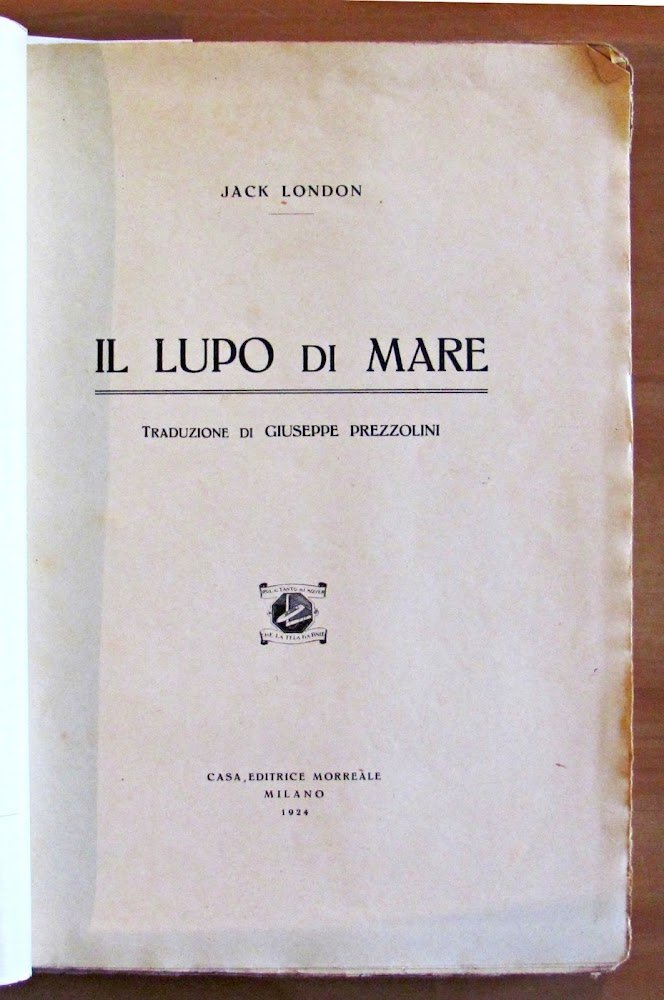 JACK LONDON
IL LUPO DI MARE
TRADUZIONE DI GIUSEPPE PREZZOLINI
CASA EDITRICE MORREALE
MILANO
1924